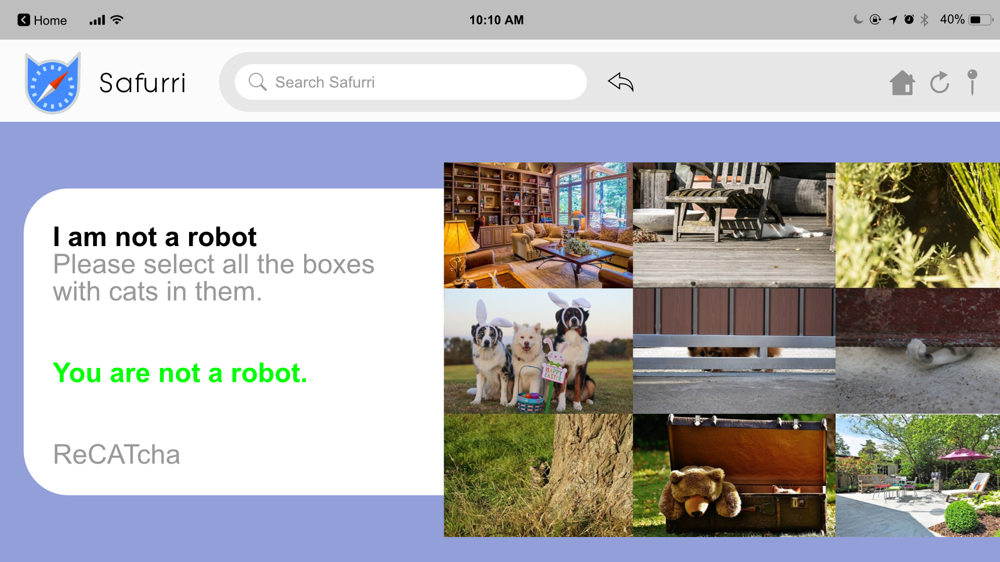 Home
10:10 AM
40%
Safurri
Search Safurri
I am not a robot
Please select all the boxes
with cats in them.
You are not a robot.
ReCATcha
HAPPY
EASTER